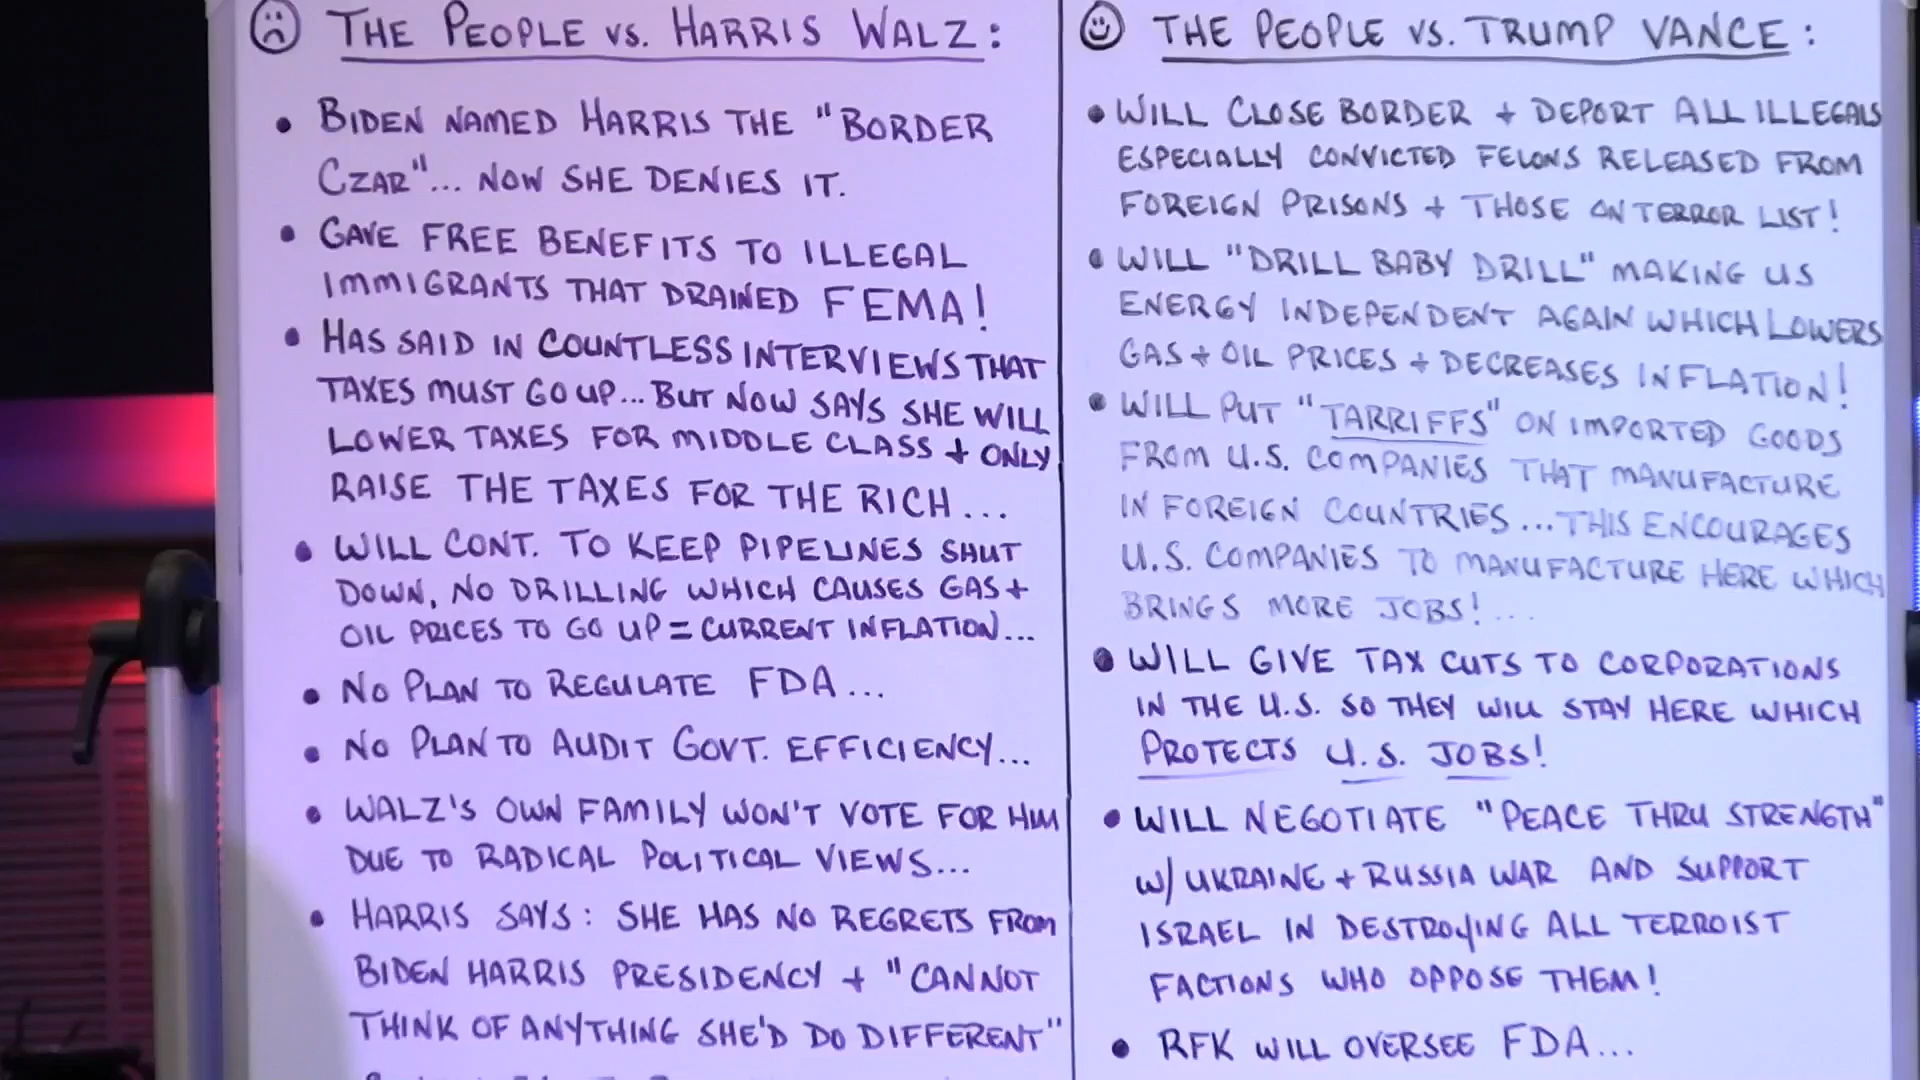 THE PEOPLE VS. HARRIS WALZ:
• BIDEN NAMED HARRIS THE "BORDER
CZAR"... NOW SHE DENIES IT.
• GAVE FREE BENEFITS TO ILLEGAL
IMMIGRANTS THAT DRAINED FEMA!
• HAS SAID IN COUNTLESS INTERVIEWS THAT
TAXES MUST GO UP... BUT NOW SAYS SHE WILL
LOWER TAXES FOR MIDDLE CLASS + ONLY
RAISE THE TAXES FOR THE RICH...
• WILL CONT. TO KEEP PIPELINES SHUT
DOWN, NO DRILLING WHICH CAUSES GAS +
OIL PRICES TO GO UP = CURRENT INFLATION...
• NO PLAN TO REGULATE FDA...
• NO PLAN TO AUDIT GOVT. EFFICIENCY...
• WALZ'S OWN FAMILY WON'T VOTE FOR HIM
DUE TO RADICAL POLITICAL VIEWS...
• HARRIS SAYS: SHE HAS NO REGRETS FROM
BIDEN HARRIS PRESIDENCY + "CANNOT
THINK OF ANYTHING SHE'D DO DIFFERENT"
THE PEOPLE VS. TRUMP VANCE:
• WILL CLOSE BORDER + DEPORT ALL ILLEGALS
ESPECIALLY CONVICTED FELONS RELEASED FROM
FOREIGN PRISONS + THOSE ON TERROR LIST!
• WILL "DRILL BABY DRILL" MAKING US
ENERGY INDEPENDENT AGAIN WHICH LOWERS
GAS + OIL PRICES + DECREASES INFLATION!
• WILL PUT "TARRIFFS" ON IMPORTED GOODS
FROM U.S. COMPANIES THAT MANUFACTURE
IN FOREIGN COUNTRIES... THIS ENCOURAGES
U.S. COMPANIES TO MANUFACTURE HERE WHICH
BRINGS MORE JOBS!...
• WILL GIVE TAX CUTS TO CORPORATIONS
IN THE U.S. SO THEY WILL STAY HERE WHICH
PROTECTS U.S. JOBS!
• WILL NEGOTIATE "PEACE THRU STRENGTH"
W/ UKRAINE + RUSSIA WAR AND SUPPORT
ISRAEL IN DESTROYING ALL TERROIST
FACTIONS WHO OPPOSE THEM!
• RFK WILL OVERSEE FDA...